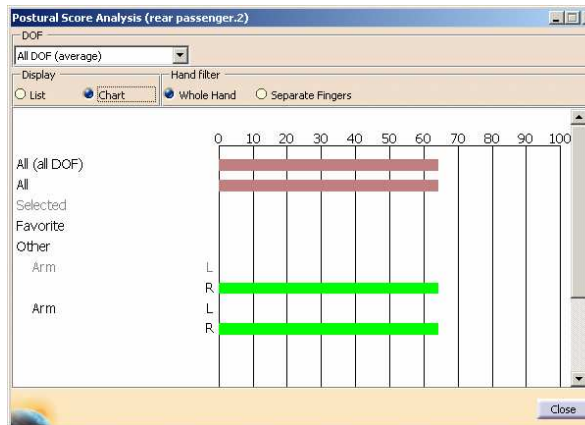 Postural Score Analysis (rear passenger.2)
DOF
All DOF (average)
Display
Hand filter
List Chart Whole Hand Separate Fingers
0 10 20 30 40 50 60 70 80 90 100
All (all DOF)
All
Selected
Favorite
Other
Arm L
R
Arm L
R
Close